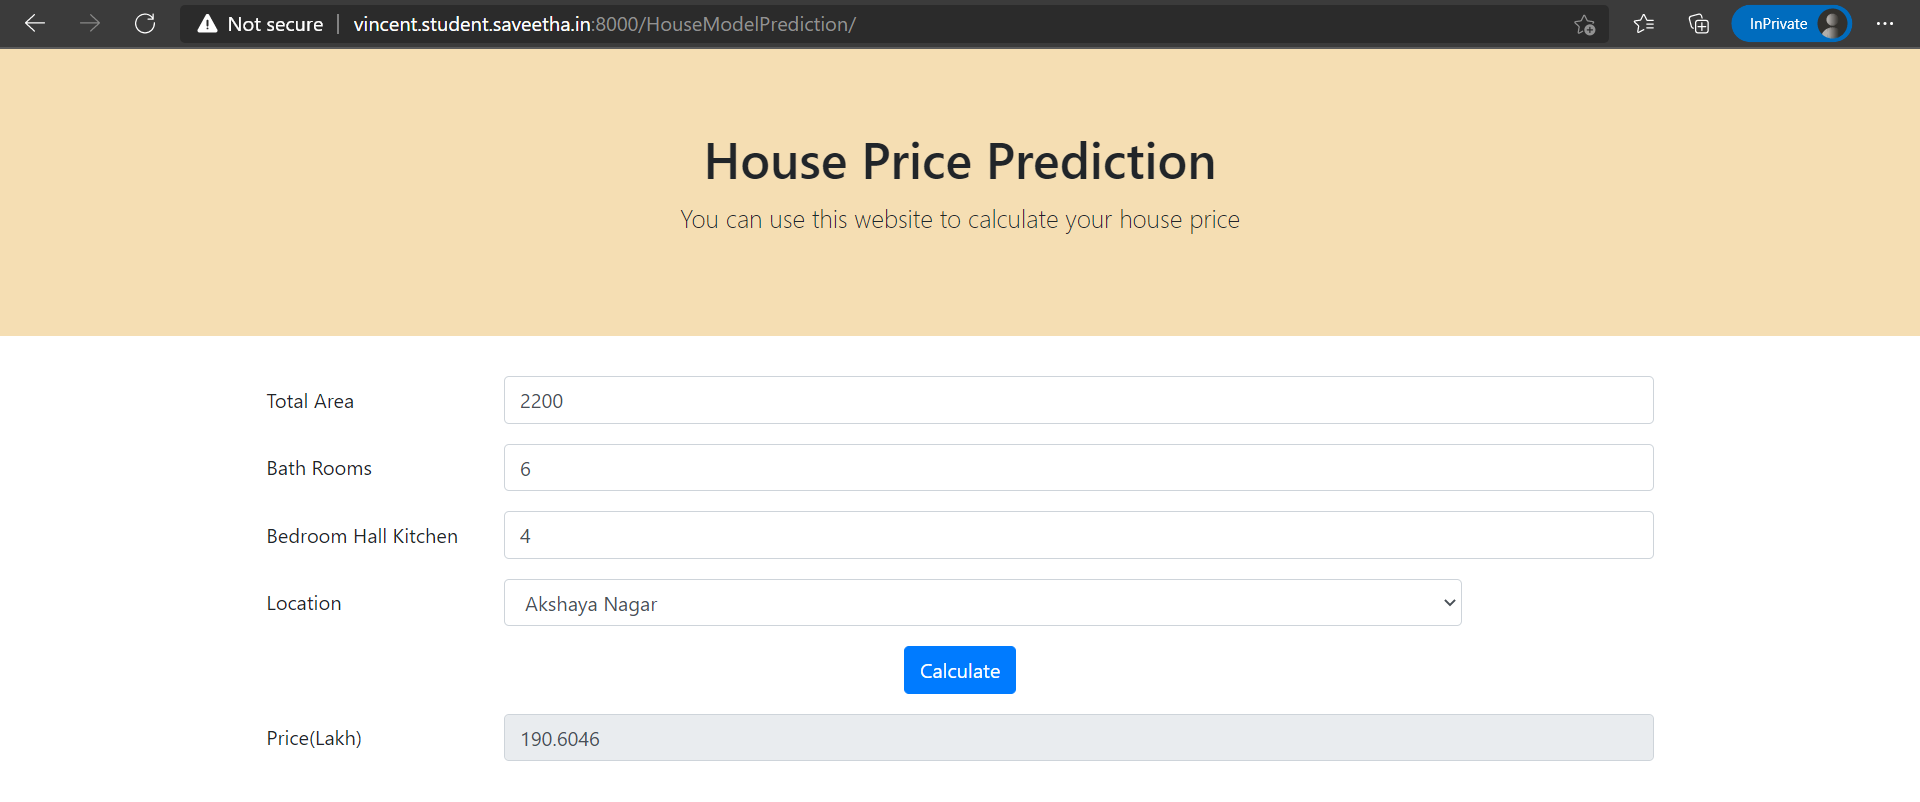 Not secure | vincent.student.saveetha.in:8000/HouseModelPrediction/ InPrivate
House Price Prediction
You can use this website to calculate your house price
Total Area 2200
Bath Rooms 6
Bedroom Hall Kitchen 4
Location Akshaya Nagar
Calculate
Price(Lakh) 190.6046